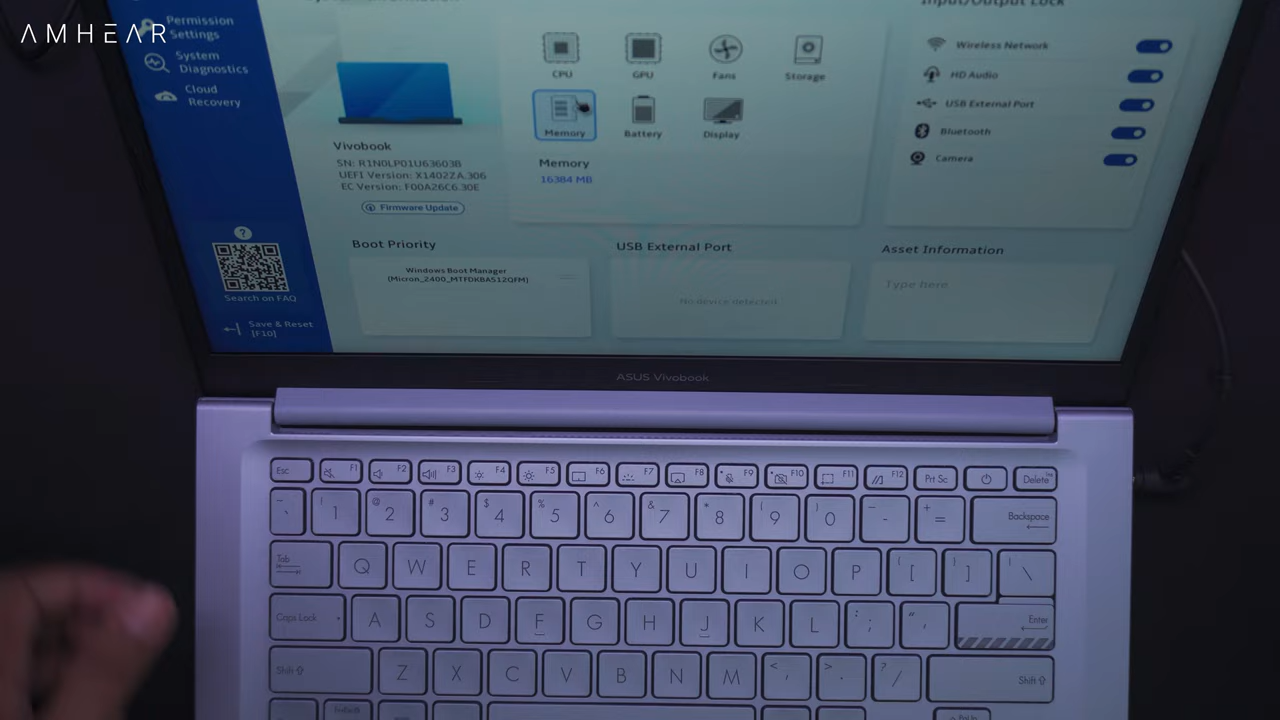 AMHEAR
Permission
Settings
System
Diagnostics
Cloud
Recovery
?
Search on FAQ
Save & Reset
[F10]
Vivobook
SN: R1N0LP01U63603B
UEFI Version: X1402ZA.306
EC Version: F00A26C6.30E
Firmware Update
CPU
GPU
Fans
Storage
Memory
Battery
Display
Memory
16384 MB
Input/Output Lock
Wireless Network
HD Audio
USB External Port
Bluetooth
Camera
Boot Priority
Windows Boot Manager
(Micron_2400_MTFDKBA512QFM)
USB External Port
No device detected
Asset Information
Type here
ASUS Vivobook
Esc F1 F2 F3 F4 F5 F6 F7 F8 F9 F10 F11 F12 Prt Sc Delete
~ ` ! 1 @ 2 # 3 $ 4 % 5 ^ 6 & 7 * 8 ( 9 ) 0 _ - + = Backspace
Tab Q W E R T Y U I O P { [ } ] | \
Caps Lock A S D F G H J K L : ; " ' Enter
Shift Z X C V B N M < , > . ? / Shift
PgUp